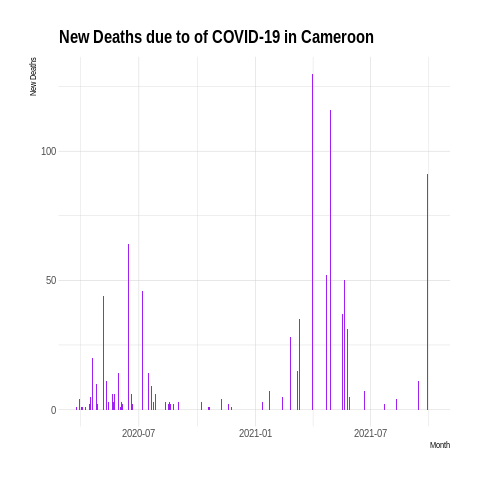 New Deaths due to of COVID-19 in Cameroon
New Deaths
100
50
0
2020-07
2021-01
2021-07
Month